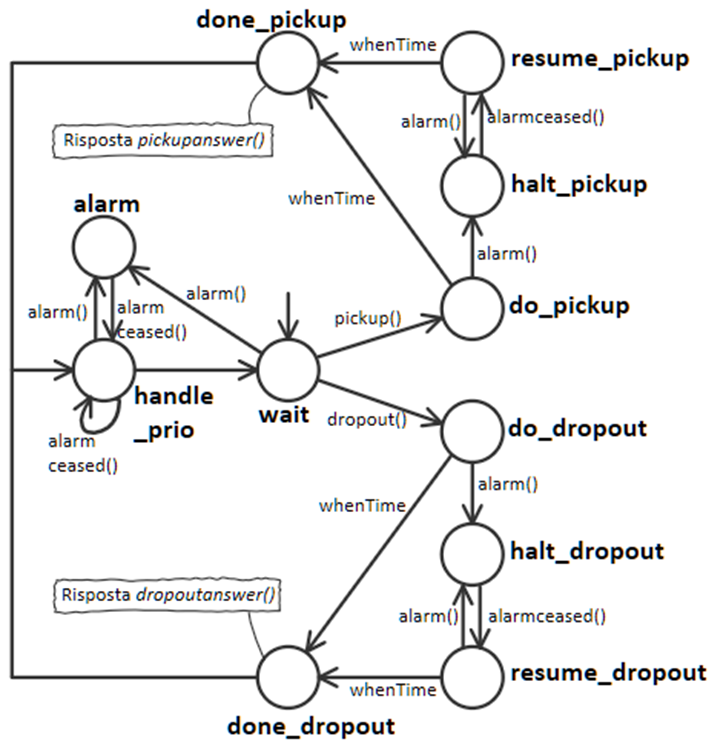 done_pickup
whenTime
resume_pickup
alarm()
alarmceased()
Risposta pickupanswer()
halt_pickup
whenTime
alarm
alarm()
alarm()
alarm()
alarm
ceased()
pickup()
do_pickup
handle
_prio
wait
dropout()
do_dropout
alarm
ceased()
alarm()
whenTime
halt_dropout
Risposta dropoutanswer()
alarm()
alarmceased()
resume_dropout
whenTime
done_dropout